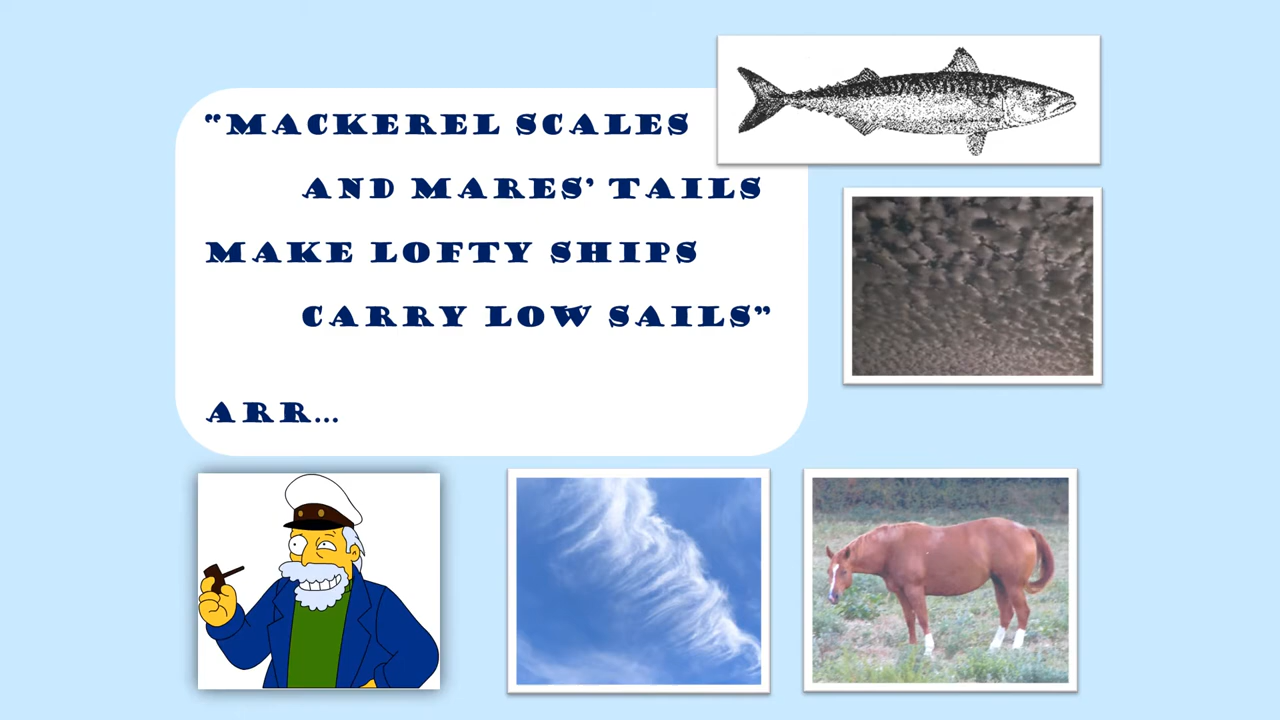 “MACKEREL SCALES
AND MARES’ TAILS
MAKE LOFTY SHIPS
CARRY LOW SAILS”
ARR...